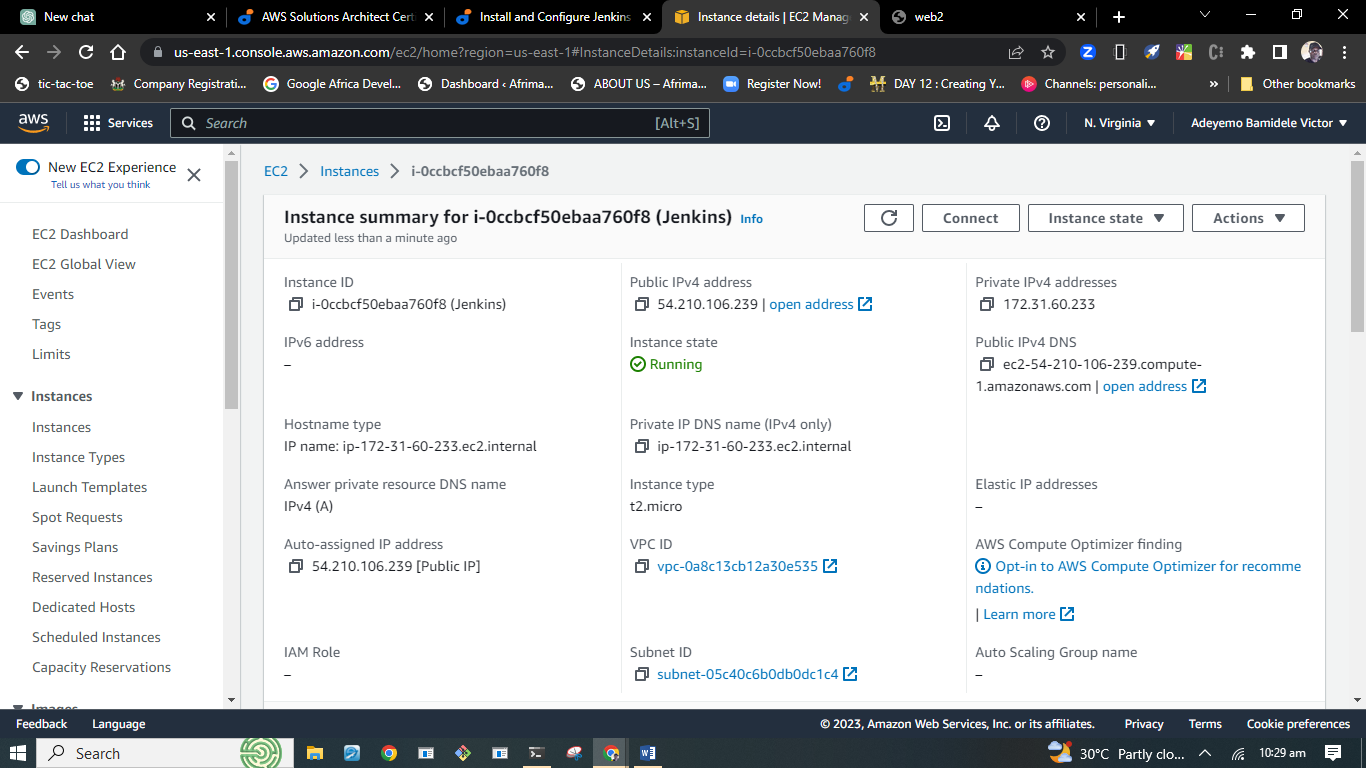 New chat
AWS Solutions Architect Cert
Install and Configure Jenkins
Instance details | EC2 Manag
web2
us-east-1.console.aws.amazon.com/ec2/home?region=us-east-1#InstanceDetails:instanceId=i-0ccbcf50ebaa760f8
tic-tac-toe
Company Registrati...
Google Africa Devel...
Dashboard ‹ Afrima...
ABOUT US – Afrima...
Register Now!
DAY 12 : Creating Y...
Channels: personali...
»
Other bookmarks
aws
Services
Search
[Alt+S]
N. Virginia
Adeyemo Bamidele Victor
New EC2 Experience
Tell us what you think
EC2 Dashboard
EC2 Global View
Events
Tags
Limits
Instances
Instances
Instance Types
Launch Templates
Spot Requests
Savings Plans
Reserved Instances
Dedicated Hosts
Scheduled Instances
Capacity Reservations
Images
EC2
Instances
i-0ccbcf50ebaa760f8
Instance summary for i-0ccbcf50ebaa760f8 (Jenkins) Info
Updated less than a minute ago
Connect
Instance state
Actions
Instance ID
i-0ccbcf50ebaa760f8 (Jenkins)
Public IPv4 address
54.210.106.239 | open address
Private IPv4 addresses
172.31.60.233
IPv6 address
–
Instance state
Running
Public IPv4 DNS
ec2-54-210-106-239.compute-
1.amazonaws.com | open address
Hostname type
IP name: ip-172-31-60-233.ec2.internal
Private IP DNS name (IPv4 only)
ip-172-31-60-233.ec2.internal
Answer private resource DNS name
IPv4 (A)
Instance type
t2.micro
Elastic IP addresses
–
Auto-assigned IP address
54.210.106.239 [Public IP]
VPC ID
vpc-0a8c13cb12a30e535
AWS Compute Optimizer finding
Opt-in to AWS Compute Optimizer for recomme
ndations.
| Learn more
IAM Role
–
Subnet ID
subnet-05c40c6b0db0dc1c4
Auto Scaling Group name
–
Feedback
Language
© 2023, Amazon Web Services, Inc. or its affiliates.
Privacy
Terms
Cookie preferences
Search
30°C Partly clo...
10:29 am